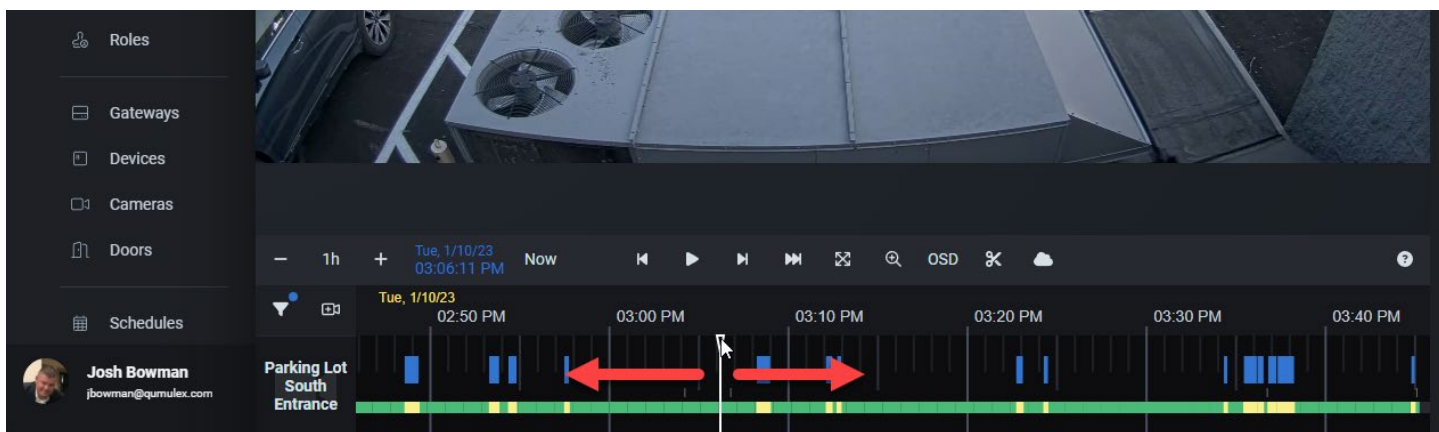 Roles
Gateways
Devices
Cameras
Doors
Schedules
Josh Bowman
jbowman@qumulex.com
1h
Tue, 1/10/23
03:06:11 PM
Now
OSD
Tue, 1/10/23
02:50 PM 03:00 PM 03:10 PM 03:20 PM 03:30 PM 03:40 PM
Parking Lot
South
Entrance